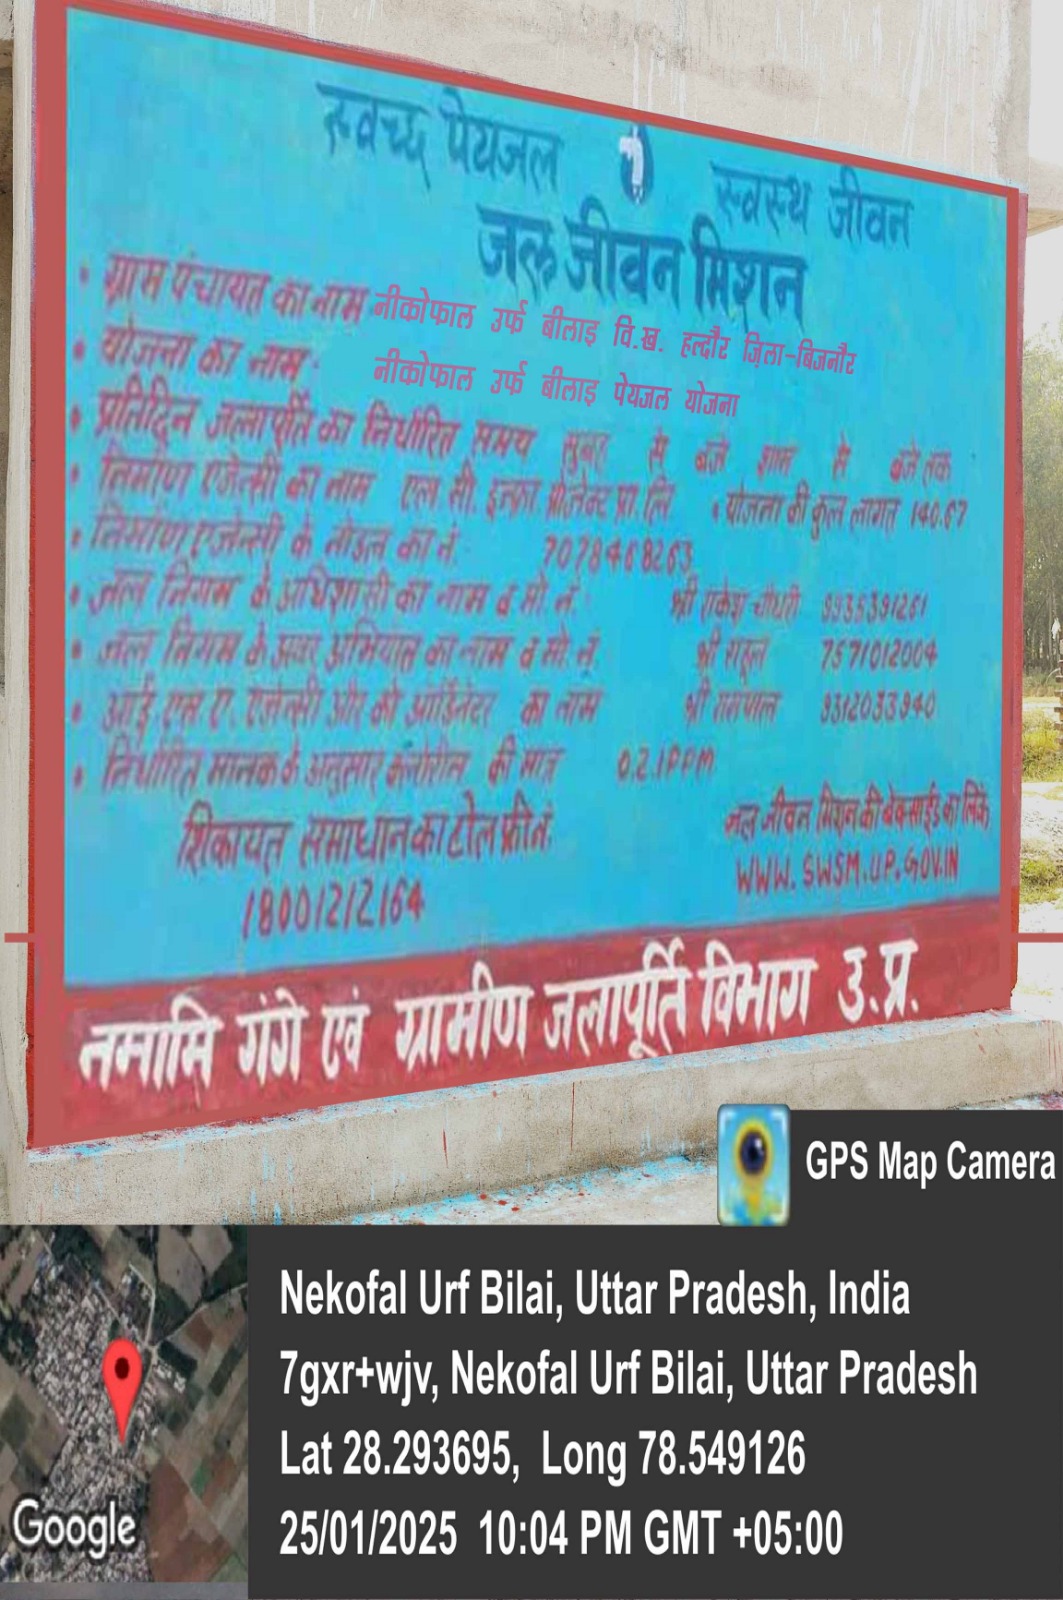 स्वच्छ पेयजल स्वस्थ जीवन
जल जीवन मिशन
• ग्राम पंचायत का नाम नीकोफाल उर्फ बीलाइ वि.ख. हल्दौर ज़िला-बिजनौर
• योजना का नाम नीकोफाल उर्फ बीलाइ पेयजल योजना
• प्रतिदिन जलापूर्ति का निर्धारित समय सुबह से बजे शाम से बजे तक
• निर्माण एजेन्सी का नाम एल.सी. इन्फ्रा प्रोजेक्ट प्रा.लि. • योजना की कुल लागत 140.67
• निर्माण एजेन्सी के नोडल का नं. 7078468263
• जल निगम के अधिशासी का नाम व मो. नं. श्री राकेश चौधरी 9935391261
• जल निगम के अवर अभियंता का नाम व मो. नं. श्री राहुल 7571012004
• आई.एस.ए. एजेन्सी और को आर्डिनेटर का नाम श्री रामपाल 9312033940
• निर्धारित मानक के अनुसार क्लोरीन की मात्र 0.2.1PPM
शिकायत समाधान का टोल फ्री नं. जल जीवन मिशन की वेबसाईड का लिंक
18001212164 WWW.SWSM.UP.GOV.IN
नमामि गंगे एवं ग्रामीण जलापूर्ति विभाग उ.प्र.
GPS Map Camera
Nekofal Urf Bilai, Uttar Pradesh, India
7gxr+wjv, Nekofal Urf Bilai, Uttar Pradesh
Lat 28.293695, Long 78.549126
25/01/2025 10:04 PM GMT +05:00
Google